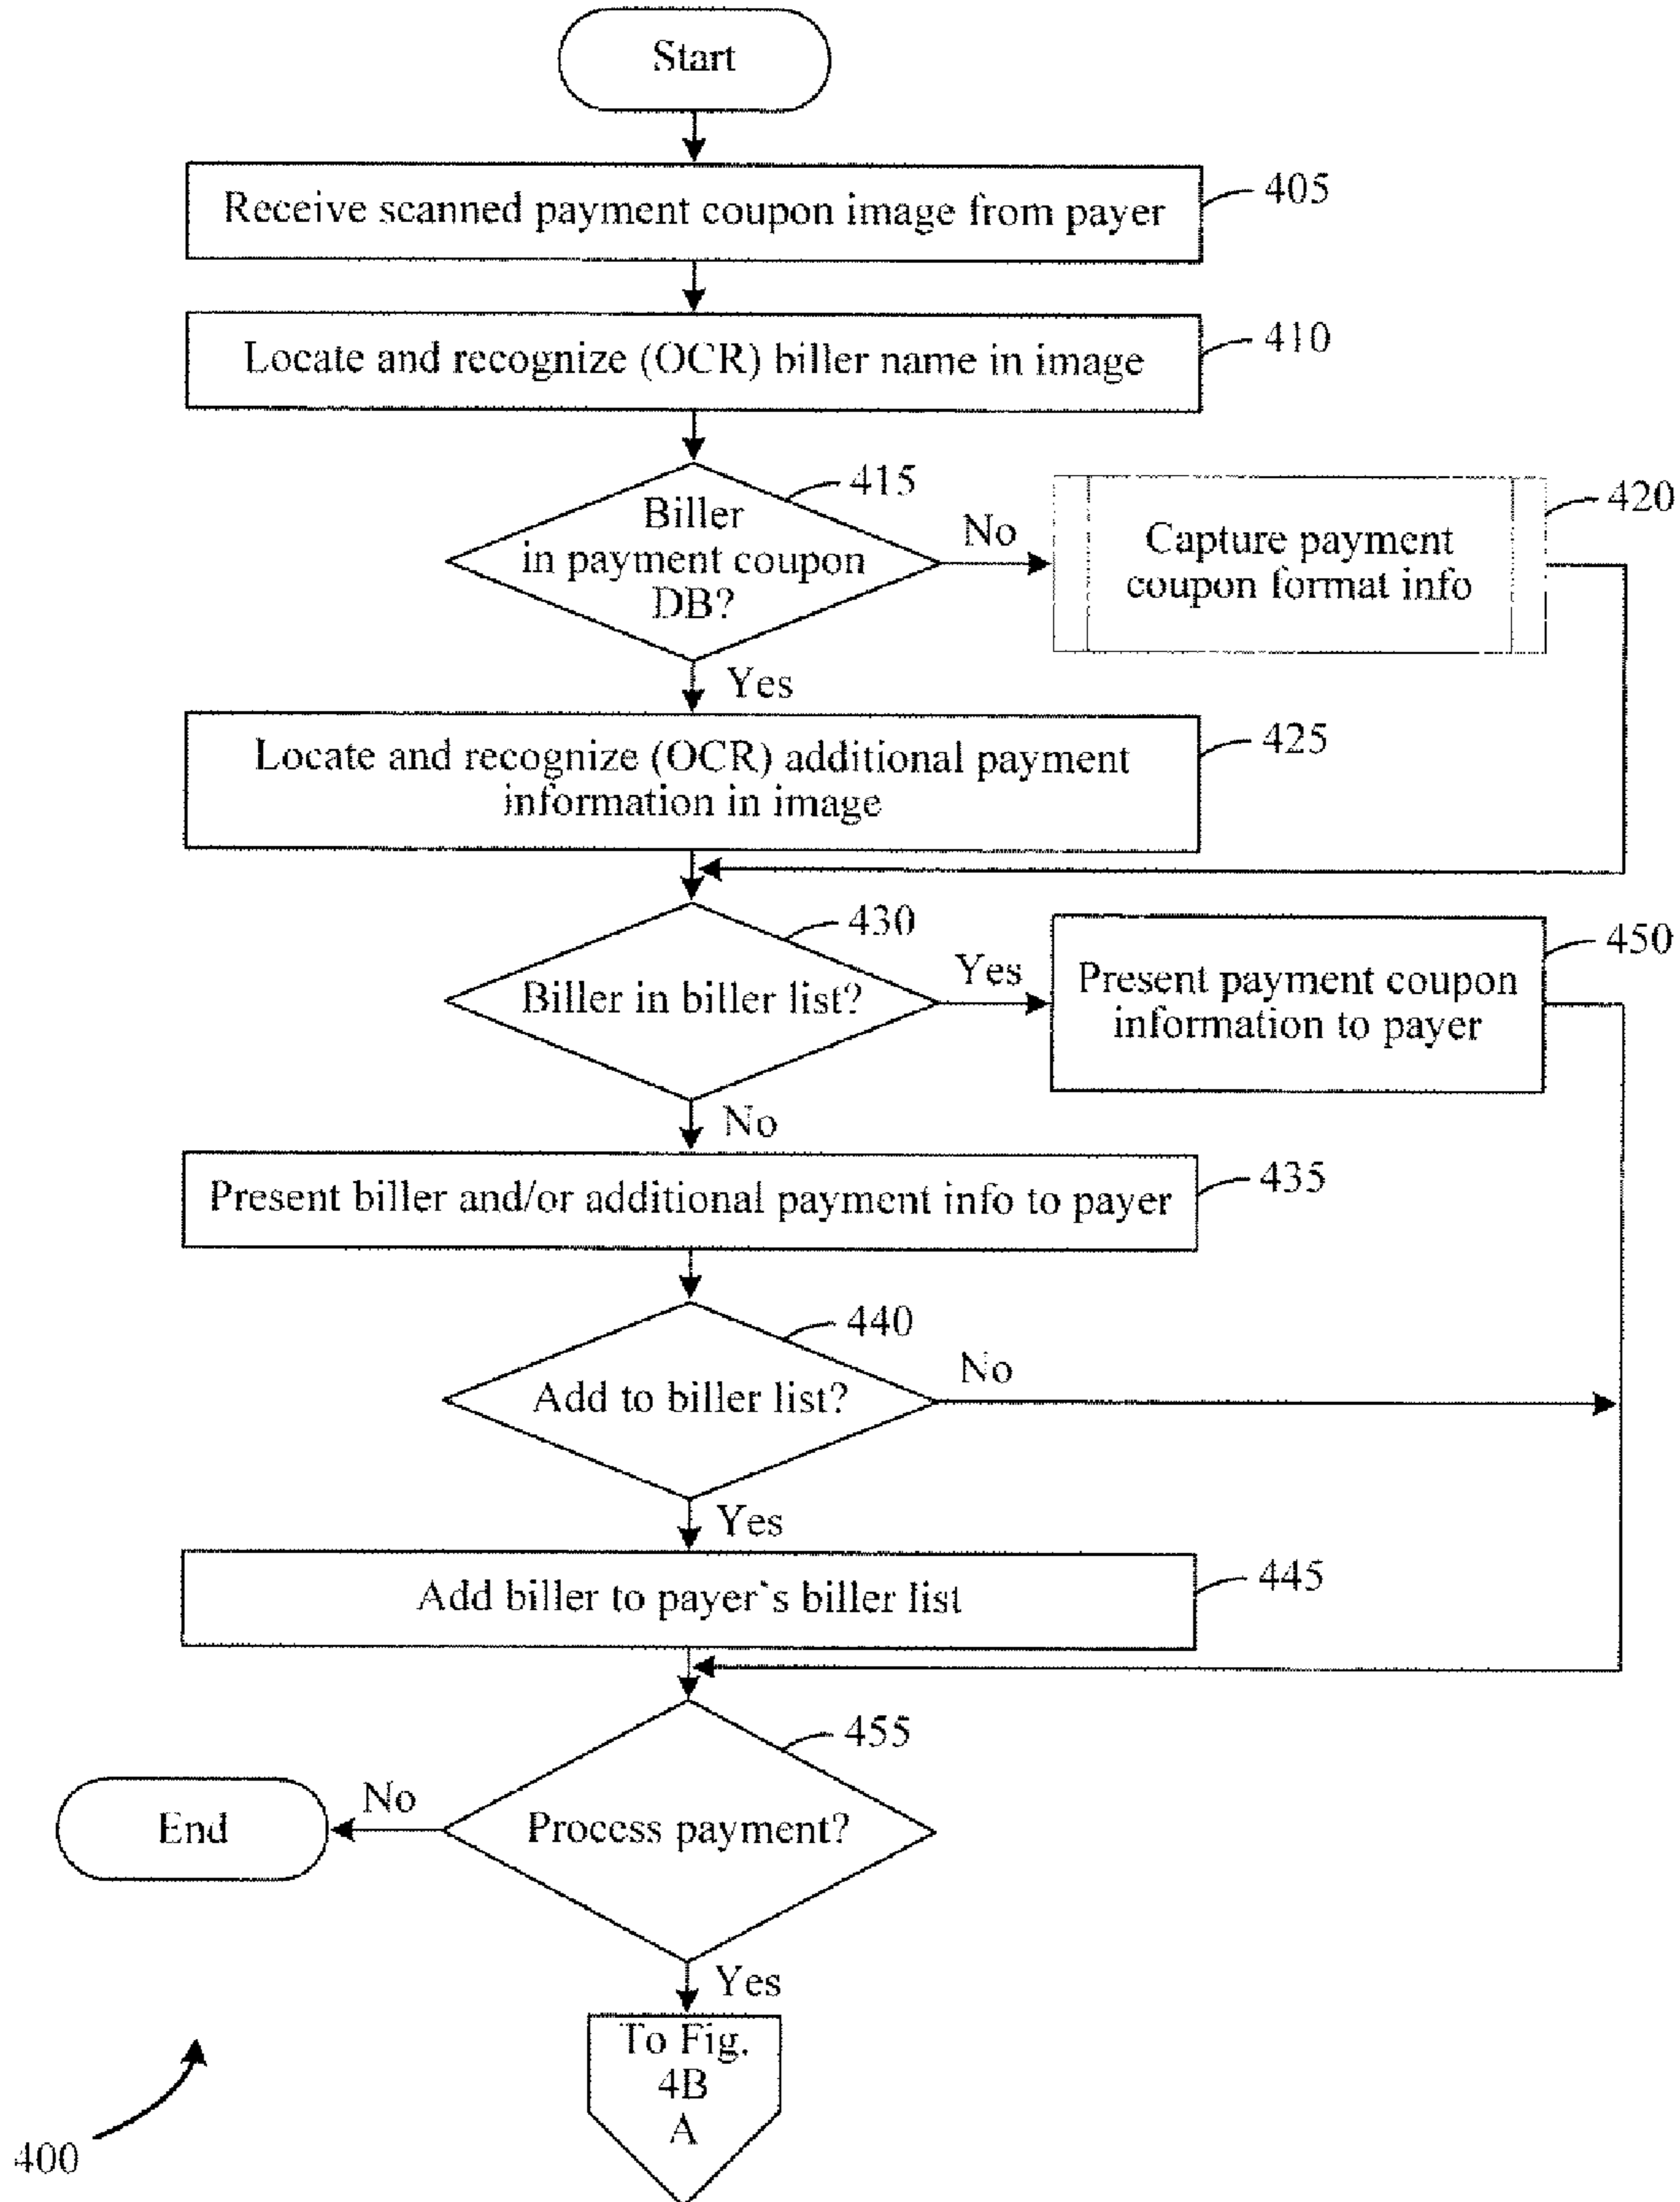 Start
Receive scanned payment coupon image from payer
405
Locate and recognize (OCR) biller name in image
410
Biller
in payment coupon
DB?
415
No
Capture payment
coupon format info
420
Yes
Locate and recognize (OCR) additional payment
information in image
425
Biller in biller list?
430
Yes
Present payment coupon
information to payer
450
No
Present biller and/or additional payment info to payer
435
Add to biller list?
440
No
Yes
Add biller to payer's biller list
445
Process payment?
455
No
End
Yes
To Fig.
4B
A
400